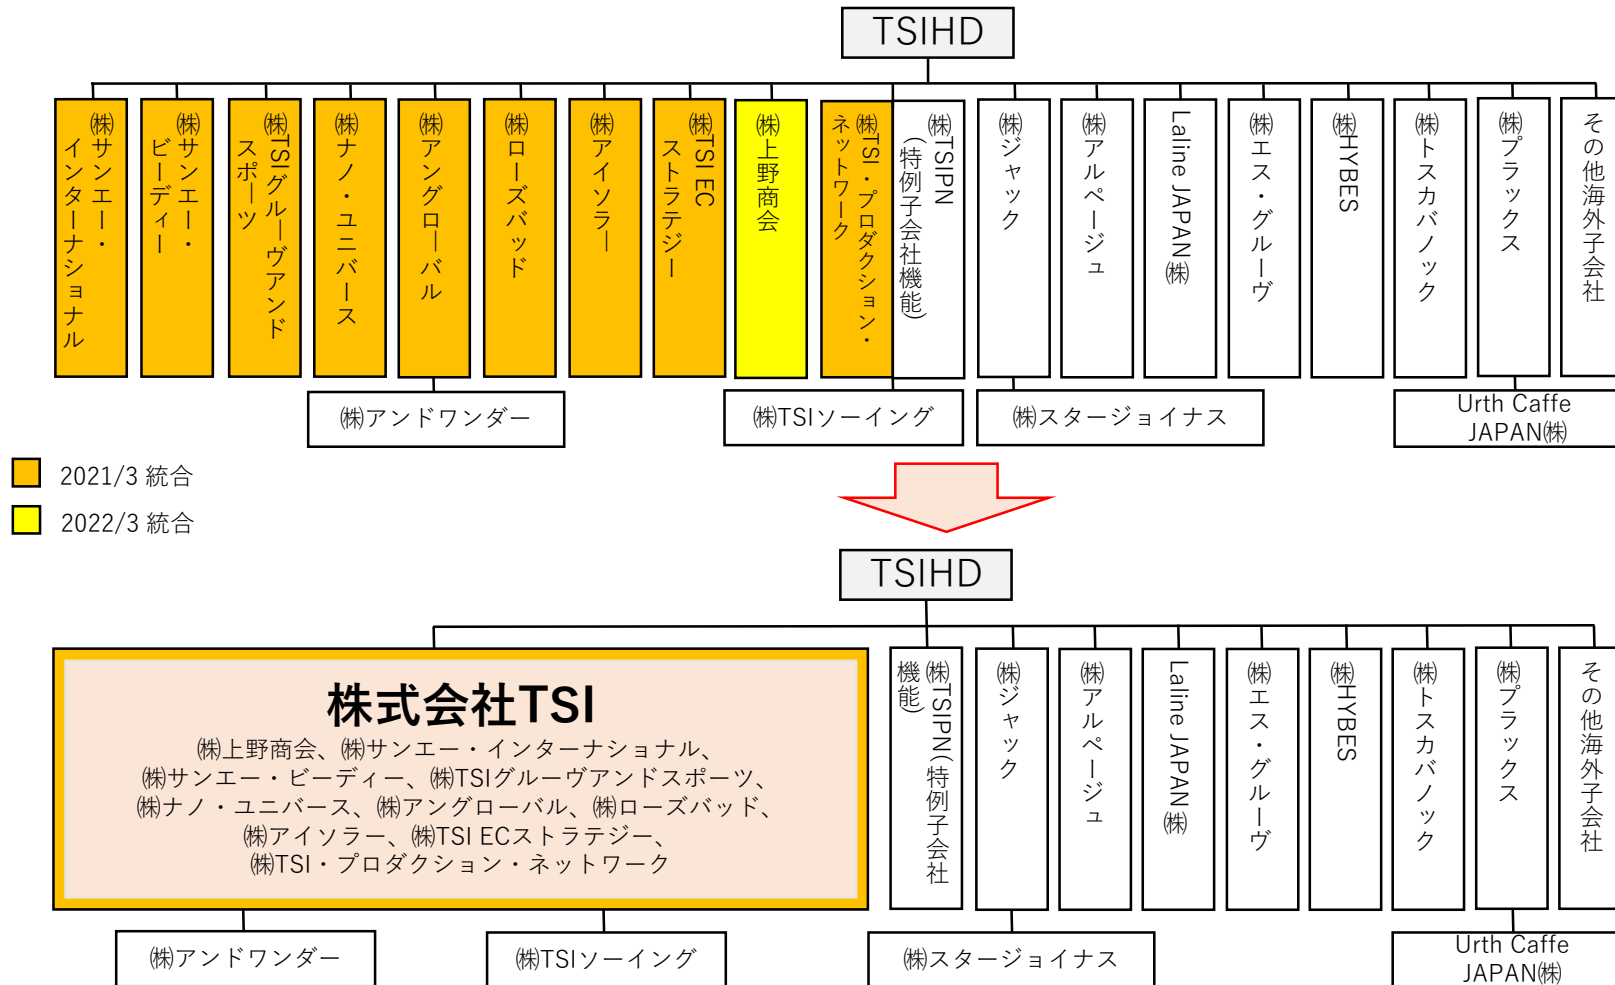 TSIHD
㈱サンエー・
インターナショナル
㈱サンエー・
ビーディー
㈱TSIグルーヴアンド
スポーツ
㈱ナノ・ユニバース
㈱アングローバル
㈱ローズバッド
㈱アイソラー
㈱TSI EC
ストラテジー
㈱上野商会
㈱TSI・プロダクション・
ネットワーク
㈱TSIPN
(特例子会社機能)
㈱ジャック
㈱アルページュ
Laline JAPAN㈱
㈱エス・グルーヴ
㈱HYBES
㈱トスカバノック
㈱プラックス
その他海外子会社
㈱アンドワンダー
㈱TSIソーイング
㈱スタージョイナス
Urth Caffe
JAPAN㈱
2021/3 統合
2022/3 統合
TSIHD
株式会社TSI
㈱上野商会、㈱サンエー・インターナショナル、
㈱サンエー・ビーディー、㈱TSIグルーヴアンドスポーツ、
㈱ナノ・ユニバース、㈱アングローバル、㈱ローズバッド、
㈱アイソラー、㈱TSI ECストラテジー、
㈱TSI・プロダクション・ネットワーク
㈱TSIPN(特例子会社
機能)
㈱ジャック
㈱アルページュ
Laline JAPAN ㈱
㈱エス・グルーヴ
㈱HYBES
㈱トスカバノック
㈱プラックス
その他海外子会社
㈱アンドワンダー
㈱TSIソーイング
㈱スタージョイナス
Urth Caffe
JAPAN㈱